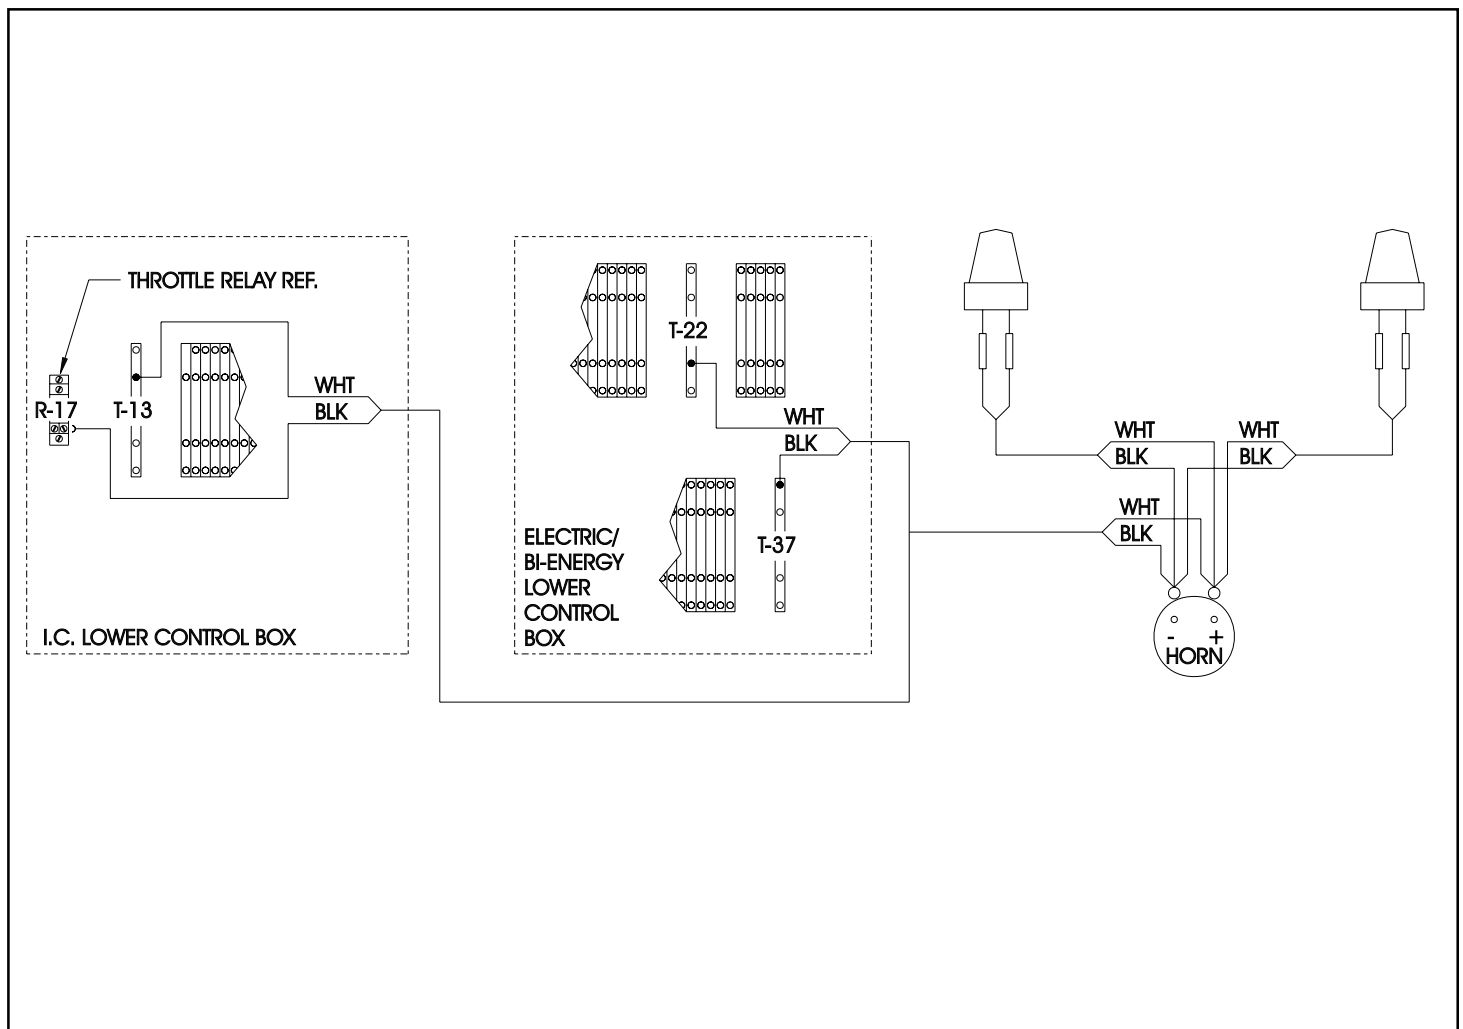 THROTTLE RELAY REF.
R-17
T-13
WHT
BLK
I.C. LOWER CONTROL BOX
T-22
WHT
BLK
T-37
ELECTRIC/
BI-ENERGY
LOWER
CONTROL
BOX
WHT
BLK
WHT
BLK
WHT
BLK
- +
HORN